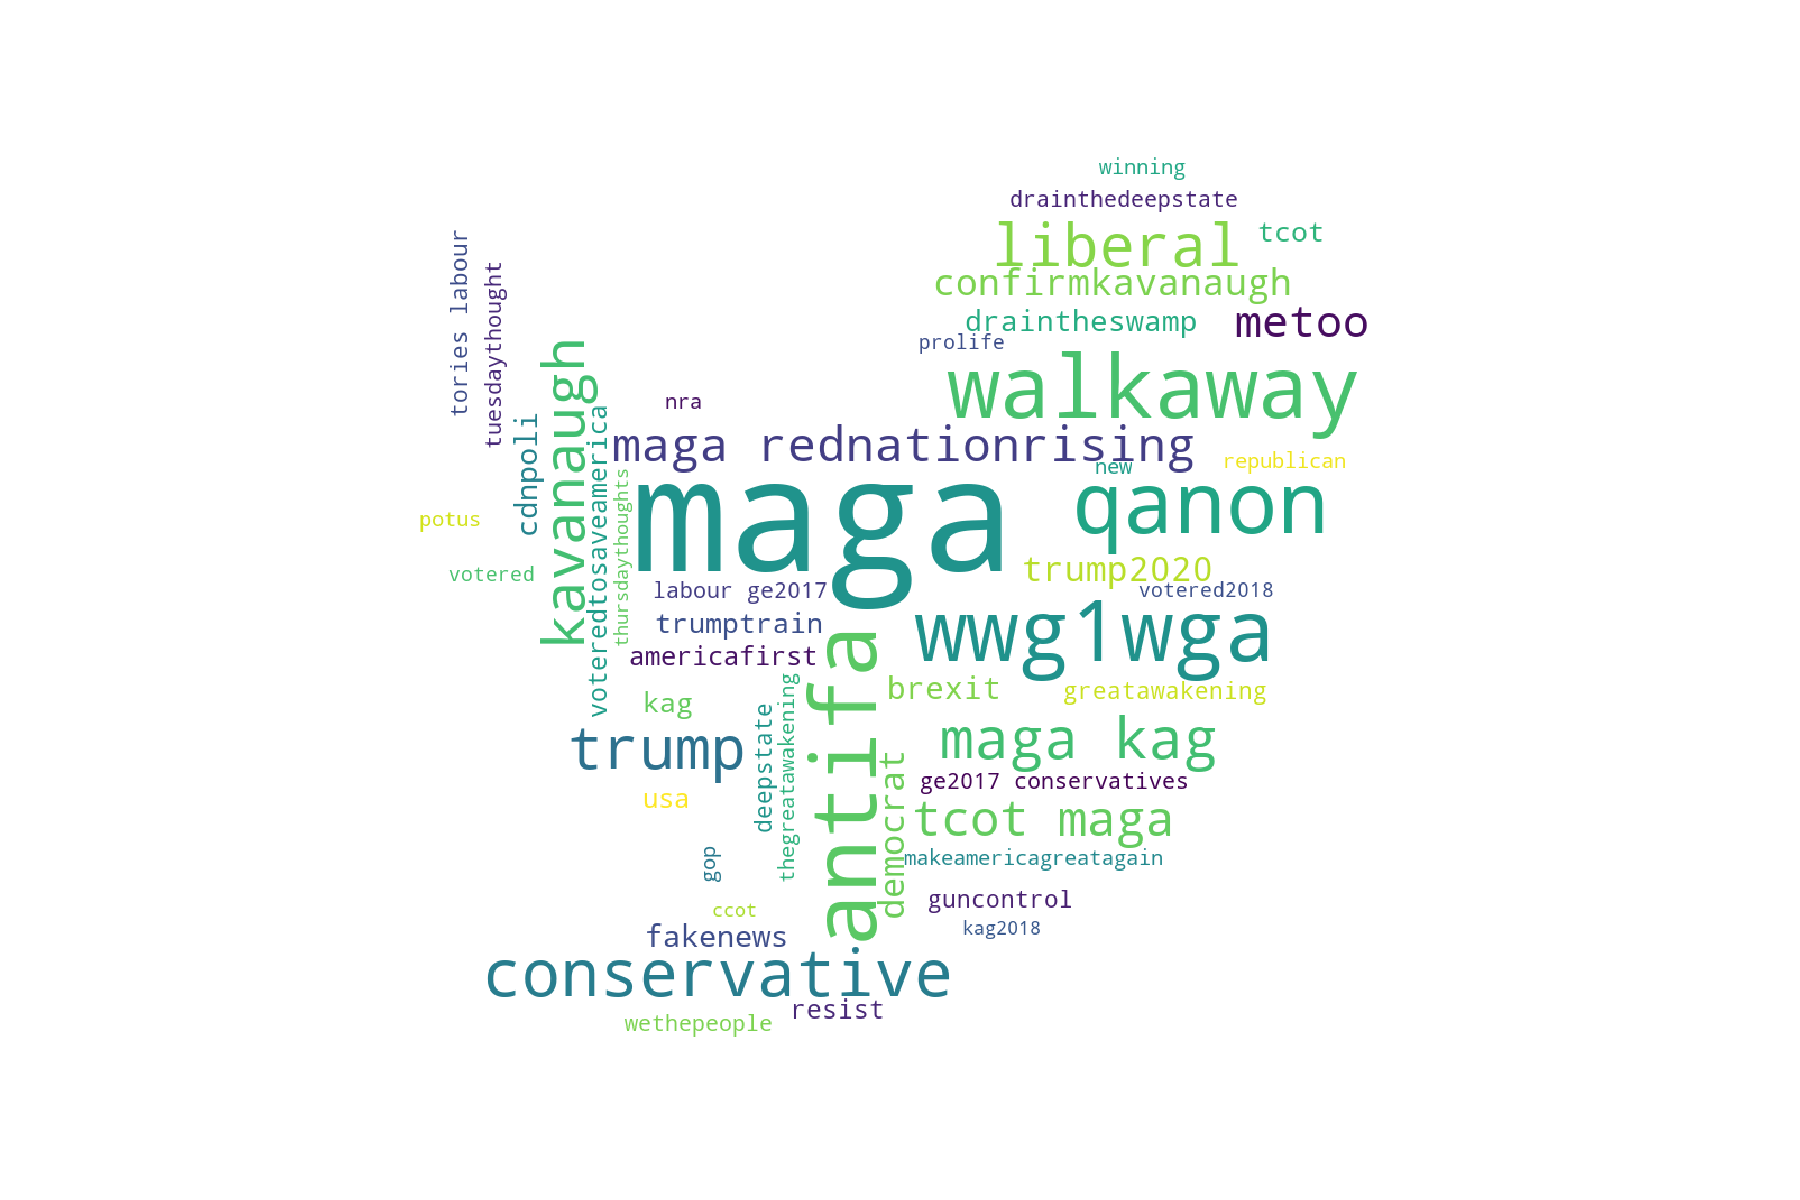 winning
drainthedeepstate
liberal
tcot
confirmkavanaugh
draintheswamp
metoo
prolife
walkaway
tories labour
tuesdaythought
nra
maga rednationrising
new
republican
cdnpoli
kavanaugh
voteredtosaveamerica
thursdaythoughts
maga
qanon
potus
votered
trump2020
labour ge2017
votered2018
trumptrain
wwg1wga
americafirst
antifa
brexit
greatawakening
kag
deepstate
thegreatawakening
trump
maga kag
democrat
ge2017 conservatives
usa
tcot maga
gop
makeamericagreatagain
guncontrol
ccot
kag2018
fakenews
conservative
resist
wethepeople